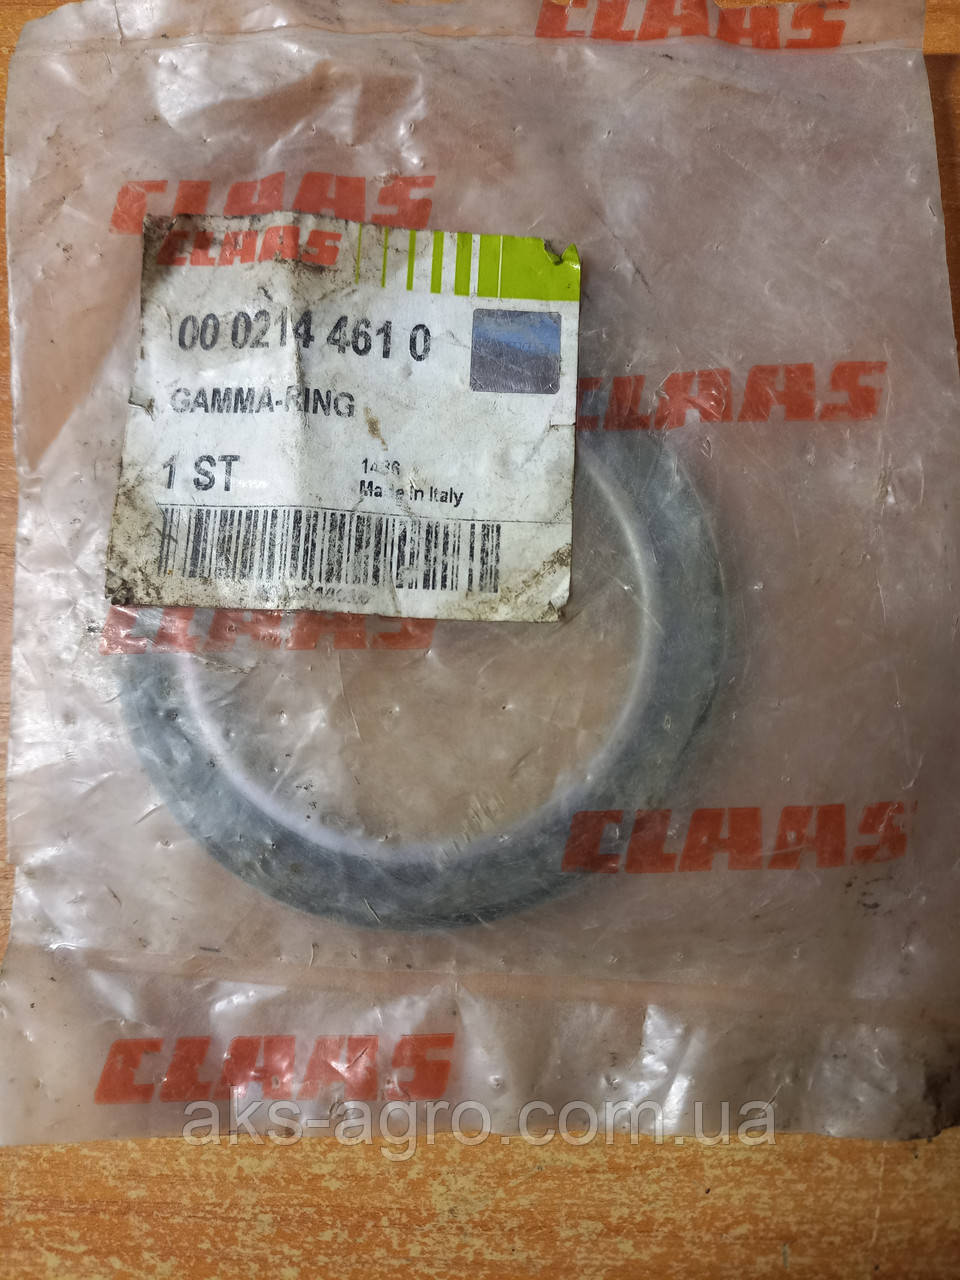 CLAAS
CLAAS
CLAAS
00 0214 461 0
CLAAS
GAMMA-RING
1 ST
Made in Italy
CLAAS
CLAAS
CLAAS
aks-agro.com.ua